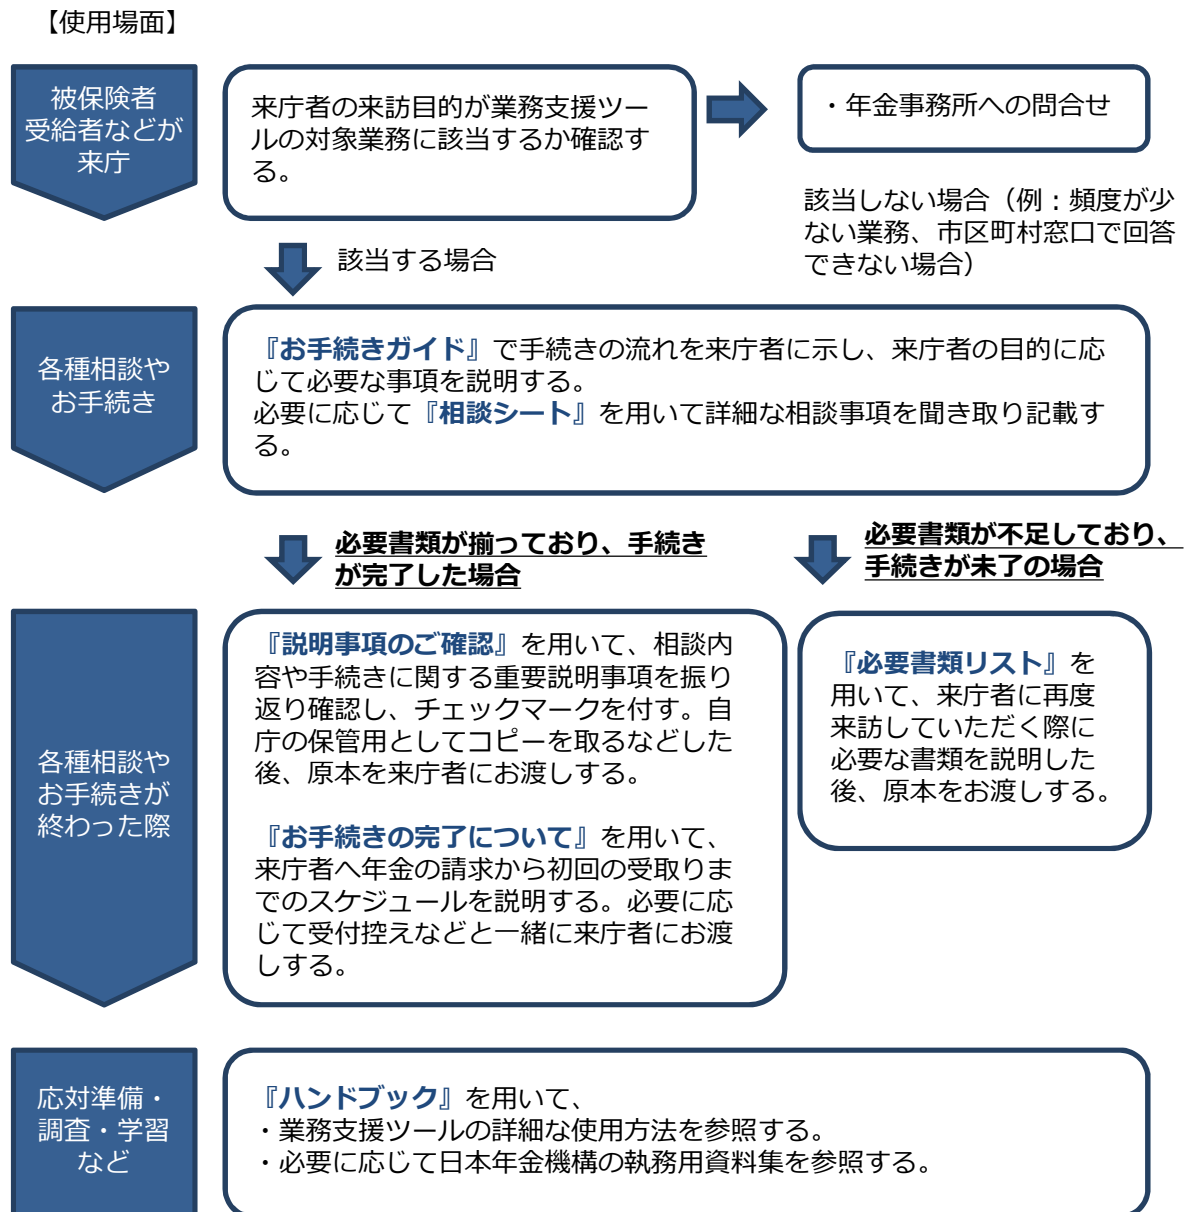 【使用場面】
被保険者
受給者などが
来庁
来庁者の来訪目的が業務支援ツー
ルの対象業務に該当するか確認す
る。
・年金事務所への問合せ
該当しない場合（例：頻度が少
ない業務、市区町村窓口で回答
できない場合）
該当する場合
各種相談や
お手続き
『お手続きガイド』で手続きの流れを来庁者に示し、来庁者の目的に応
じて必要な事項を説明する。
必要に応じて『相談シート』を用いて詳細な相談事項を聞き取り記載す
る。
必要書類が揃っており、手続き
が完了した場合
必要書類が不足しており、
手続きが未了の場合
各種相談や
お手続きが
終わった際
『説明事項のご確認』を用いて、相談内
容や手続きに関する重要説明事項を振り
返り確認し、チェックマークを付す。自
庁の保管用としてコピーを取るなどした
後、原本を来庁者にお渡しする。
『お手続きの完了について』を用いて、
来庁者へ年金の請求から初回の受取りま
でのスケジュールを説明する。必要に応
じて受付控えなどと一緒に来庁者にお渡
しする。
『必要書類リスト』を
用いて、来庁者に再度
来訪していただく際に
必要な書類を説明した
後、原本をお渡しする。
応対準備・
調査・学習
など
『ハンドブック』を用いて、
・業務支援ツールの詳細な使用方法を参照する。
・必要に応じて日本年金機構の執務用資料集を参照する。